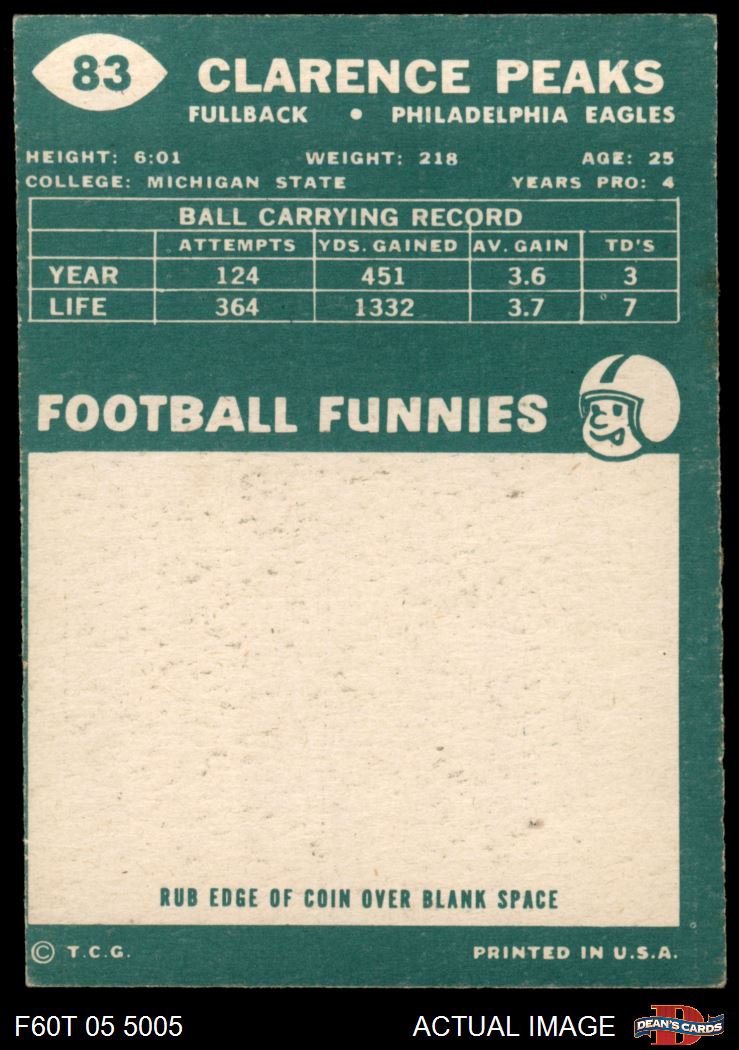 83 CLARENCE PEAKS
FULLBACK • PHILADELPHIA EAGLES
HEIGHT: 6:01 WEIGHT: 218 AGE: 25
COLLEGE: MICHIGAN STATE YEARS PRO: 4
BALL CARRYING RECORD
ATTEMPTS YDS. GAINED AV. GAIN TD'S
YEAR 124 451 3.6 3
LIFE 364 1332 3.7 7
FOOTBALL FUNNIES
RUB EDGE OF COIN OVER BLANK SPACE
© T.C.G. PRINTED IN U.S.A.
F60T 05 5005 ACTUAL IMAGE D DEAN'S CARDS